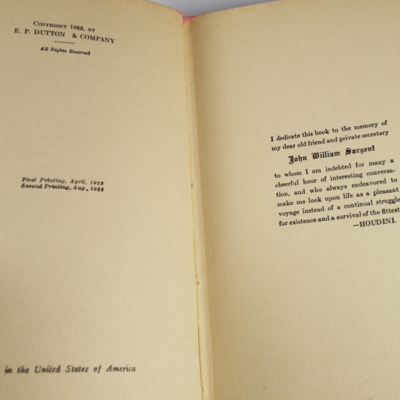 COPYRIGHT 1922, BY
E. P. DUTTON & COMPANY
All Rights Reserved
First Printing, April, 1922
Second Printing, Aug., 1922
in the United States of America
I dedicate this book to the memory of
my dear old friend and private secretary
John William Sargent
to whom I am indebted for many a
cheerful hour of interesting conversa-
tion, and who always endeavored to
make me look upon life as a pleasant
voyage instead of a continual struggle
for existence and a survival of the fittest.
—HOUDINI.